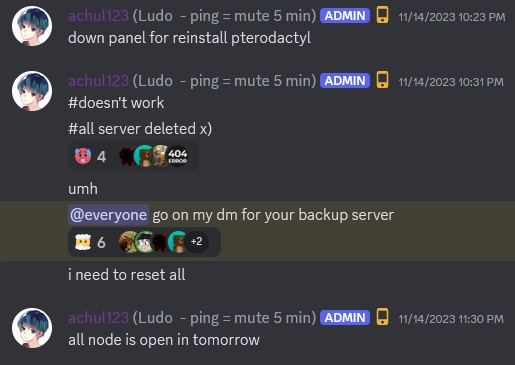 achul123 (Ludo - ping = mute 5 min) ADMIN 11/14/2023 10:23 PM
down panel for reinstall pterodactyl
achul123 (Ludo - ping = mute 5 min) ADMIN 11/14/2023 10:31 PM
#doesn't work
#all server deleted x)
4 404 ERROR
umh
@everyone go on my dm for your backup server
6 +2
i need to reset all
achul123 (Ludo - ping = mute 5 min) ADMIN 11/14/2023 11:30 PM
all node is open in tomorrow